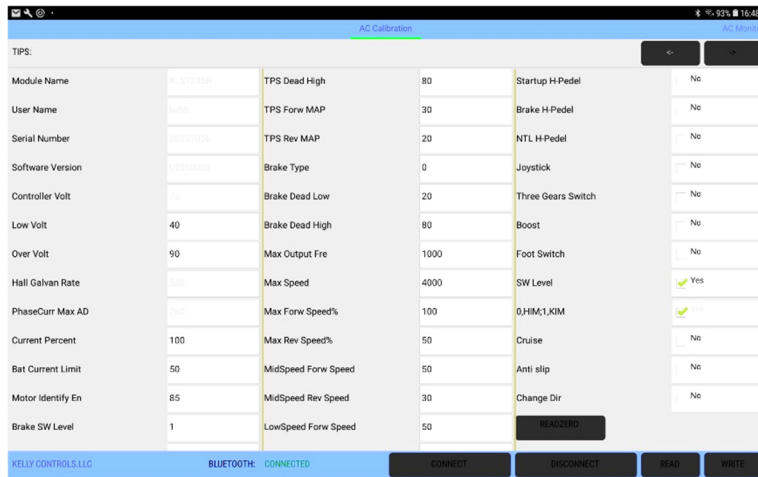 93% 16:48
AC Calibration AC Monit
TIPS: <- ->
Module Name TPS Dead High 80 Startup H-Pedel No
User Name TPS Forw MAP 30 Brake H-Pedel No
Serial Number TPS Rev MAP 20 NTL H-Pedel No
Software Version Brake Type 0 Joystick No
Controller Volt Brake Dead Low 20 Three Gears Switch No
Low Volt 40 Brake Dead High 80 Boost No
Over Volt 90 Max Output Fre 1000 Foot Switch No
Hall Galvan Rate Max Speed 4000 SW Level Yes
PhaseCurr Max AD Max Forw Speed% 100 0,HIM;1,KIM
Current Percent 100 Max Rev Speed% 50 Cruise No
Bat Current Limit 50 MidSpeed Forw Speed 50 Anti slip No
Motor Identify En 85 MidSpeed Rev Speed 30 Change Dir No
Brake SW Level 1 LowSpeed Forw Speed 50 READZERO
KELLY CONTROLS.LLC BLUETOOTH: CONNECTED CONNECT DISCONNECT READ WRITE